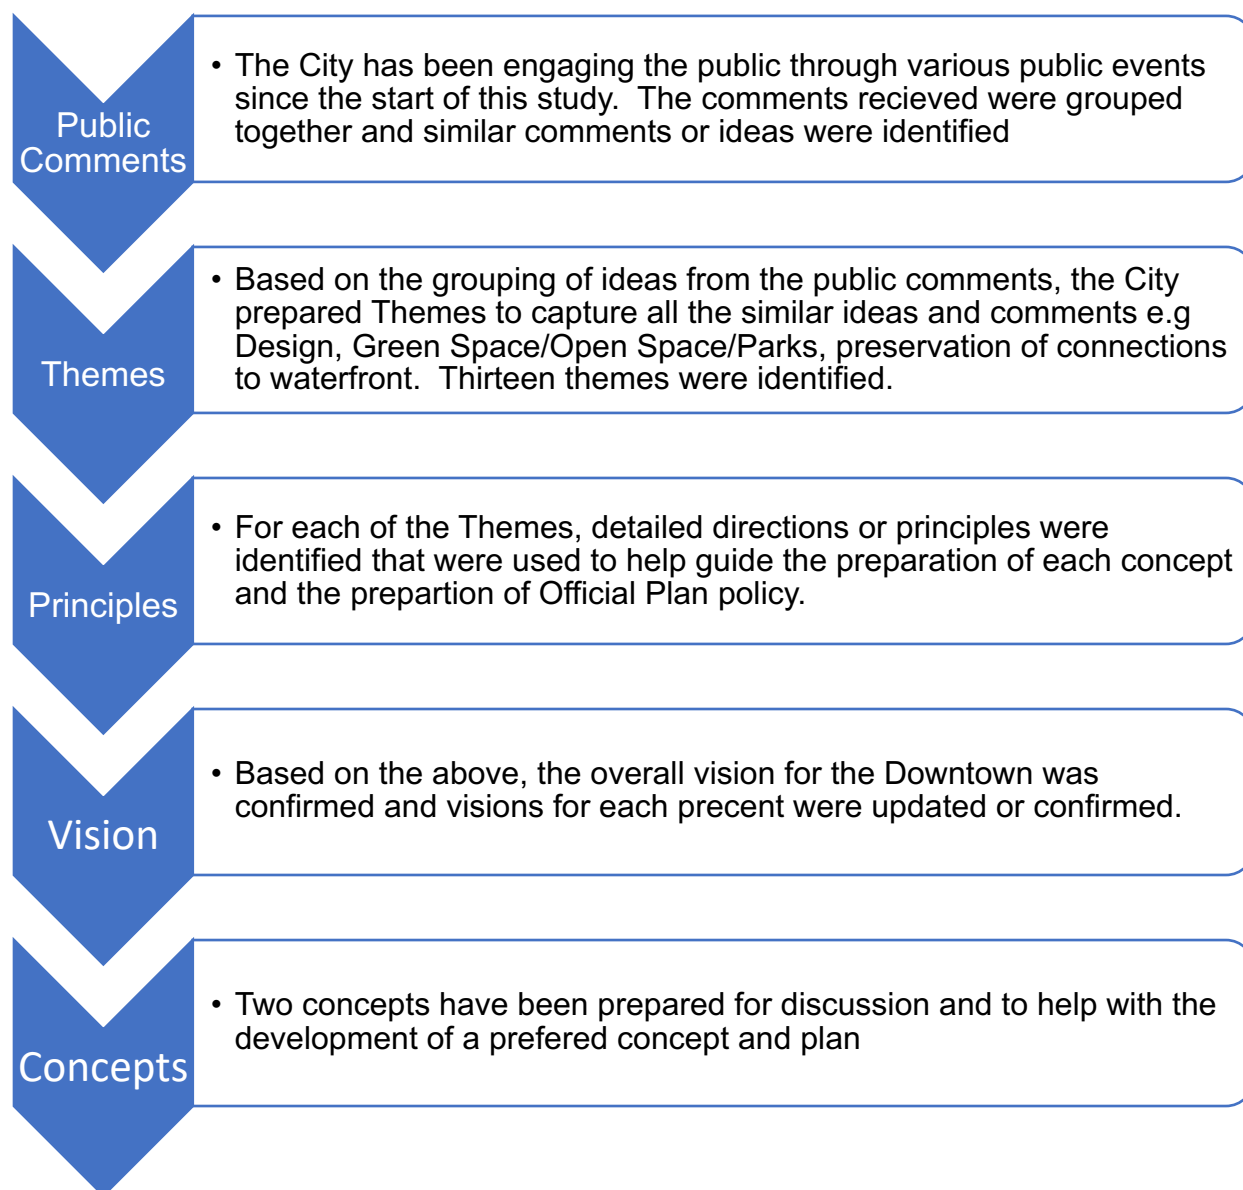 Public
Comments
• The City has been engaging the public through various public events
since the start of this study.  The comments recieved were grouped
together and similar comments or ideas were identified
Themes
• Based on the grouping of ideas from the public comments, the City
prepared Themes to capture all the similar ideas and comments e.g
Design, Green Space/Open Space/Parks, preservation of connections
to waterfront.  Thirteen themes were identified.
Principles
• For each of the Themes, detailed directions or principles were
identified that were used to help guide the preparation of each concept
and the prepartion of Official Plan policy.
Vision
• Based on the above, the overall vision for the Downtown was
confirmed and visions for each precent were updated or confirmed.
Concepts
• Two concepts have been prepared for discussion and to help with the
development of a prefered concept and plan